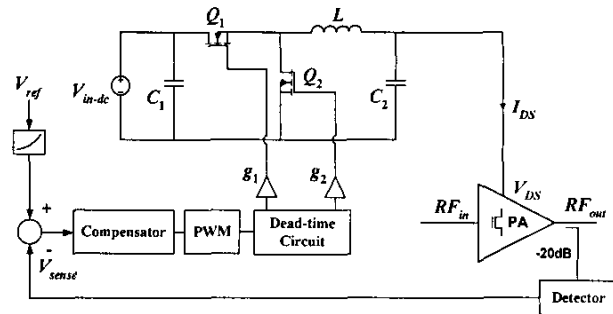 Q1
L
Vin-dc
C1
Q2
C2
IDS
Vref
g1
g2
VDS
RFin
PA
RFout
-20dB
+
-
Vsense
Compensator
PWM
Dead-time
Circuit
Detector